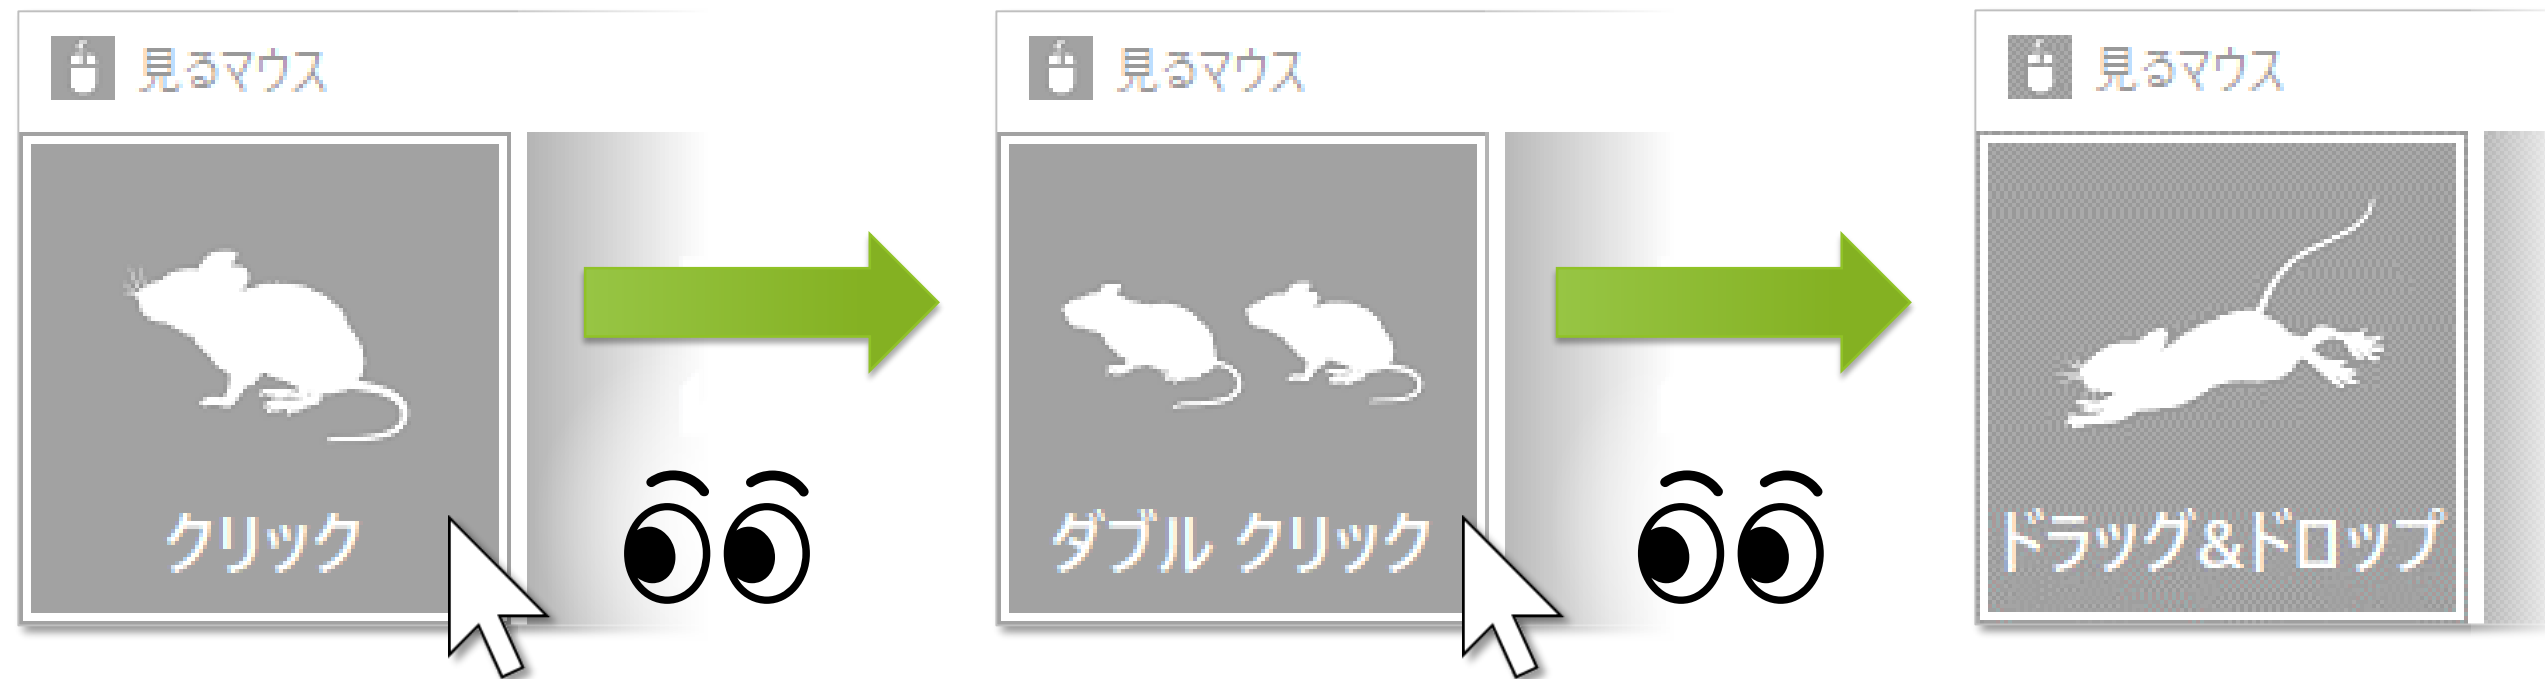 見るマウス
クリック
見るマウス
ダブル クリック
見るマウス
ドラッグ&ドロップ